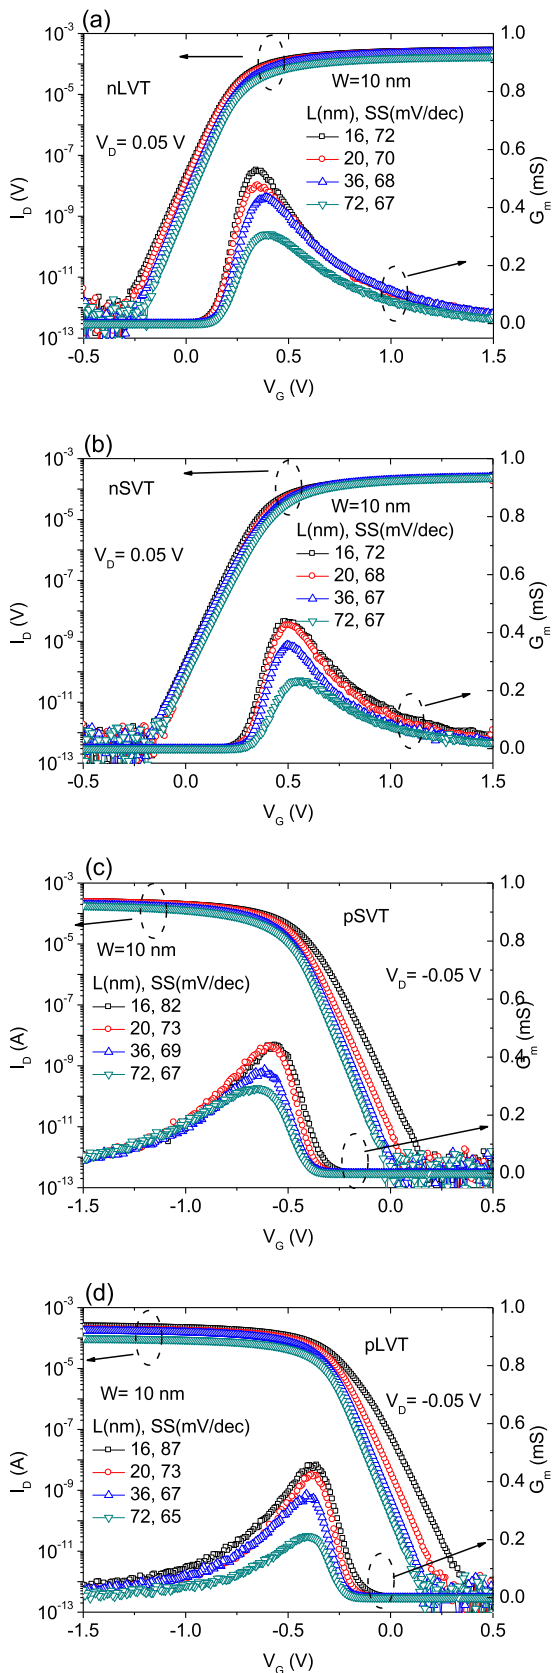 (a)
10^-3
10^-5
10^-7
10^-9
10^-11
10^-13
I_D (V)
nLVT
V_D= 0.05 V
W=10 nm
L(nm), SS(mV/dec)
16, 72
20, 70
36, 68
72, 67
1.0
0.8
0.6
0.4
0.2
0.0
G_m (mS)
-0.5 0.0 0.5 1.0 1.5
V_G (V)
(b)
10^-3
10^-5
10^-7
10^-9
10^-11
10^-13
I_D (V)
nSVT
V_D= 0.05 V
W=10 nm
L(nm), SS(mV/dec)
16, 72
20, 68
36, 67
72, 67
1.0
0.8
0.6
0.4
0.2
0.0
G_m (mS)
-0.5 0.0 0.5 1.0 1.5
V_G (V)
(c)
10^-3
10^-5
10^-7
10^-9
10^-11
10^-13
I_D (A)
pSVT
W=10 nm
V_D= -0.05 V
L(nm), SS(mV/dec)
16, 82
20, 73
36, 69
72, 67
1.0
0.8
0.6
0.4
0.2
0.0
G_m (mS)
-1.5 -1.0 -0.5 0.0 0.5
V_G (V)
(d)
10^-3
10^-5
10^-7
10^-9
10^-11
10^-13
I_D (A)
pLVT
W= 10 nm
V_D= -0.05 V
L(nm), SS(mV/dec)
16, 87
20, 73
36, 67
72, 65
1.0
0.8
0.6
0.4
0.2
0.0
G_m (mS)
-1.5 -1.0 -0.5 0.0 0.5
V_G (V)